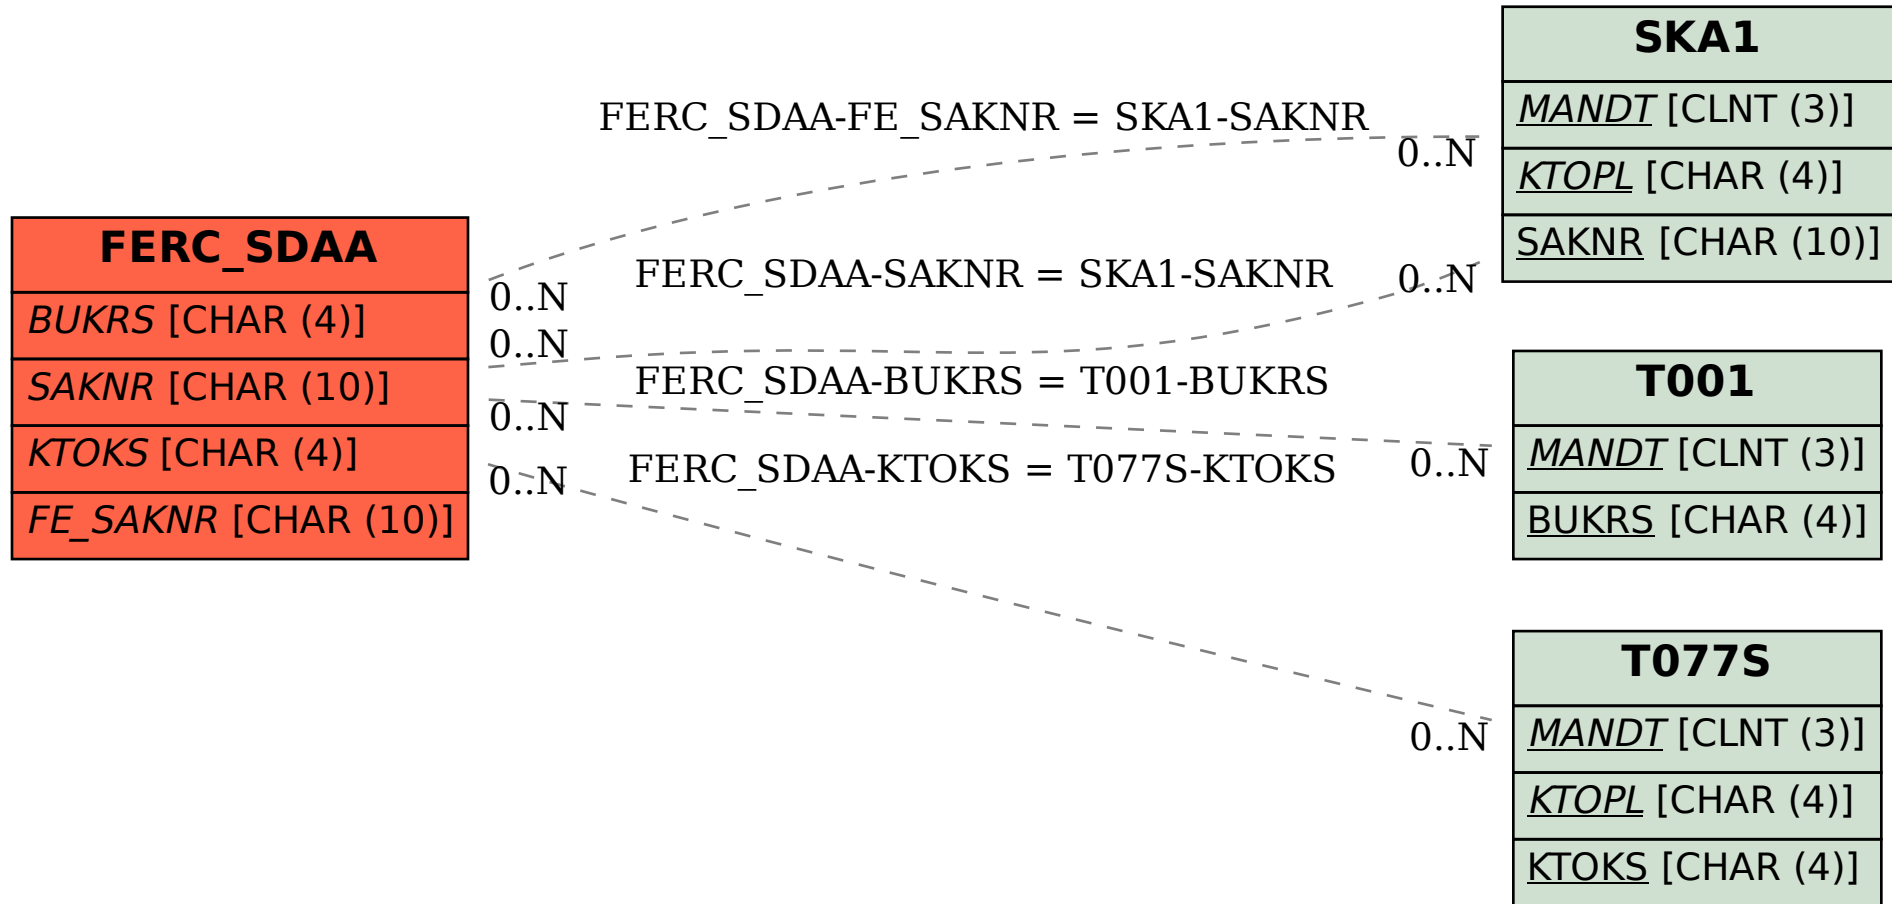 FERC_SDAA
BUKRS [CHAR (4)]
SAKNR [CHAR (10)]
KTOKS [CHAR (4)]
FE_SAKNR [CHAR (10)]
FERC_SDAA-FE_SAKNR = SKA1-SAKNR
0..N
0..N
FERC_SDAA-SAKNR = SKA1-SAKNR
0..N
0..N
FERC_SDAA-BUKRS = T001-BUKRS
0..N
0..N
FERC_SDAA-KTOKS = T077S-KTOKS
0..N
0..N
SKA1
MANDT [CLNT (3)]
KTOPL [CHAR (4)]
SAKNR [CHAR (10)]
T001
MANDT [CLNT (3)]
BUKRS [CHAR (4)]
T077S
MANDT [CLNT (3)]
KTOPL [CHAR (4)]
KTOKS [CHAR (4)]